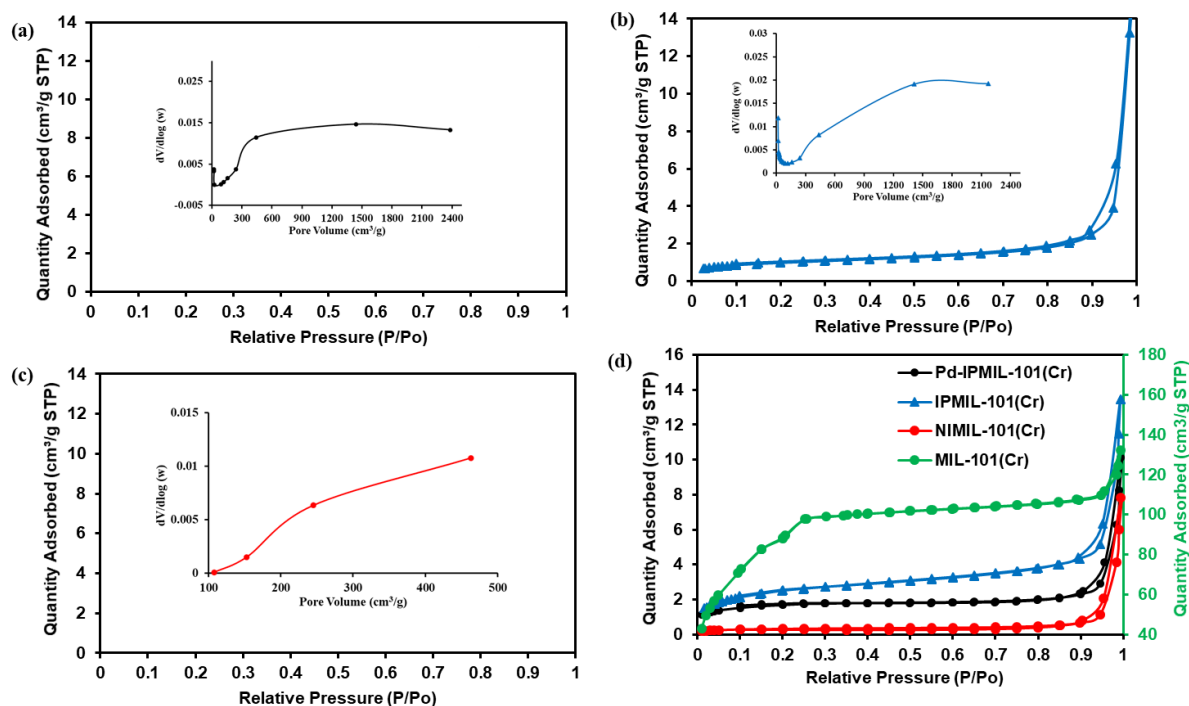 (a)
Quantity Adsorbed (cm³/g STP)
14
12
10
8
6
4
2
0
0 0.1 0.2 0.3 0.4 0.5 0.6 0.7 0.8 0.9 1
Relative Pressure (P/Po)
dV/dlog (w)
0.025
0.015
0.005
-0.005
0 300 600 900 1200 1500 1800 2100 2400
Pore Volume (cm³/g)
(b)
Quantity Adsorbed (cm³/g STP)
14
12
10
8
6
4
2
0
0 0.1 0.2 0.3 0.4 0.5 0.6 0.7 0.8 0.9 1
Relative Pressure (P/Po)
dV/dlog (w)
0.03
0.025
0.02
0.015
0.01
0.005
0
0 300 600 900 1200 1500 1800 2100 2400
Pore Volume (cm³/g)
(c)
Quantity Adsorbed (cm³/g STP)
14
12
10
8
6
4
2
0
0 0.1 0.2 0.3 0.4 0.5 0.6 0.7 0.8 0.9 1
Relative Pressure (P/Po)
dV/dlog (w)
0.015
0.01
0.005
0
100 200 300 400 500
Pore Volume (cm³/g)
(d)
Quantity Adsorbed (cm³/g STP)
16
14
12
10
8
6
4
2
0
0 0.1 0.2 0.3 0.4 0.5 0.6 0.7 0.8 0.9 1
Relative Pressure (P/Po)
Pd-IPMIL-101(Cr)
IPMIL-101(Cr)
NIMIL-101(Cr)
MIL-101(Cr)
180
160
140
120
100
80
60
40
Quantity Adsorbed (cm3/g STP)